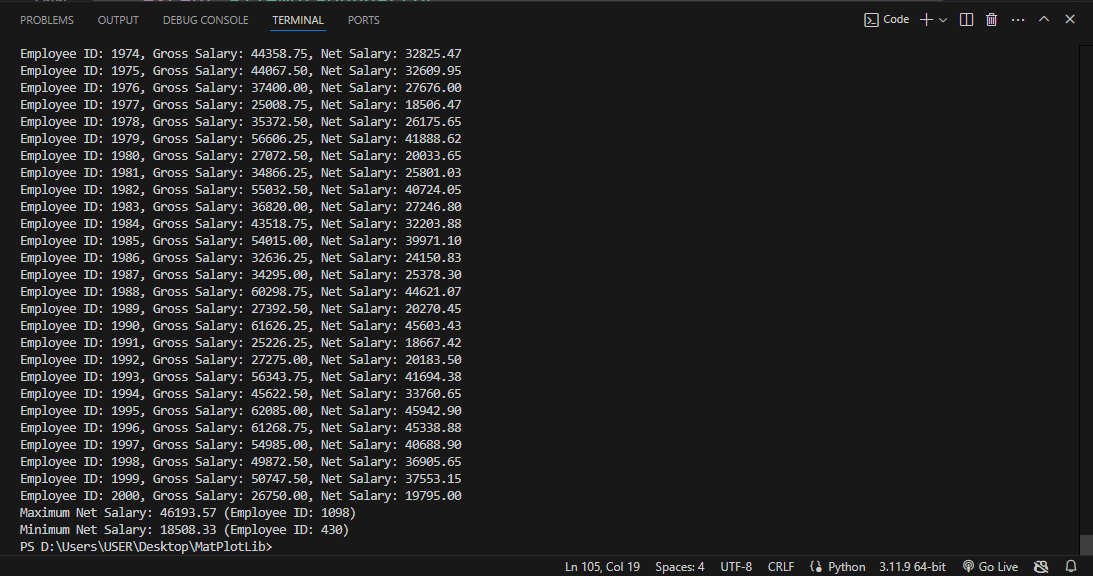 PROBLEMS OUTPUT DEBUG CONSOLE TERMINAL PORTS Code
Employee ID: 1974, Gross Salary: 44358.75, Net Salary: 32825.47
Employee ID: 1975, Gross Salary: 44067.50, Net Salary: 32609.95
Employee ID: 1976, Gross Salary: 37400.00, Net Salary: 27676.00
Employee ID: 1977, Gross Salary: 25008.75, Net Salary: 18506.47
Employee ID: 1978, Gross Salary: 35372.50, Net Salary: 26175.65
Employee ID: 1979, Gross Salary: 56606.25, Net Salary: 41888.62
Employee ID: 1980, Gross Salary: 27072.50, Net Salary: 20033.65
Employee ID: 1981, Gross Salary: 34866.25, Net Salary: 25801.03
Employee ID: 1982, Gross Salary: 55032.50, Net Salary: 40724.05
Employee ID: 1983, Gross Salary: 36820.00, Net Salary: 27246.80
Employee ID: 1984, Gross Salary: 43518.75, Net Salary: 32203.88
Employee ID: 1985, Gross Salary: 54015.00, Net Salary: 39971.10
Employee ID: 1986, Gross Salary: 32636.25, Net Salary: 24150.83
Employee ID: 1987, Gross Salary: 34295.00, Net Salary: 25378.30
Employee ID: 1988, Gross Salary: 60298.75, Net Salary: 44621.07
Employee ID: 1989, Gross Salary: 27392.50, Net Salary: 20270.45
Employee ID: 1990, Gross Salary: 61626.25, Net Salary: 45603.43
Employee ID: 1991, Gross Salary: 25226.25, Net Salary: 18667.42
Employee ID: 1992, Gross Salary: 27275.00, Net Salary: 20183.50
Employee ID: 1993, Gross Salary: 56343.75, Net Salary: 41694.38
Employee ID: 1994, Gross Salary: 45622.50, Net Salary: 33760.65
Employee ID: 1995, Gross Salary: 62085.00, Net Salary: 45942.90
Employee ID: 1996, Gross Salary: 61268.75, Net Salary: 45338.88
Employee ID: 1997, Gross Salary: 54985.00, Net Salary: 40688.90
Employee ID: 1998, Gross Salary: 49872.50, Net Salary: 36905.65
Employee ID: 1999, Gross Salary: 50747.50, Net Salary: 37553.15
Employee ID: 2000, Gross Salary: 26750.00, Net Salary: 19795.00
Maximum Net Salary: 46193.57 (Employee ID: 1098)
Minimum Net Salary: 18508.33 (Employee ID: 430)
PS D:\Users\USER\Desktop\MatPlotLib>
Ln 105, Col 19 Spaces: 4 UTF-8 CRLF Python 3.11.9 64-bit Go Live